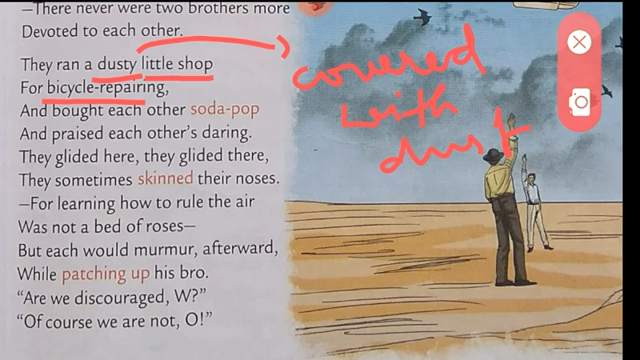 —There never were two brothers more
Devoted to each other.
They ran a dusty little shop
For bicycle-repairing,
And bought each other soda-pop
And praised each other's daring.
They glided here, they glided there,
They sometimes skinned their noses.
—For learning how to rule the air
Was not a bed of roses—
But each would murmur, afterward,
While patching up his bro.
“Are we discouraged, W?”
“Of course we are not, O!”
covered
with
dust